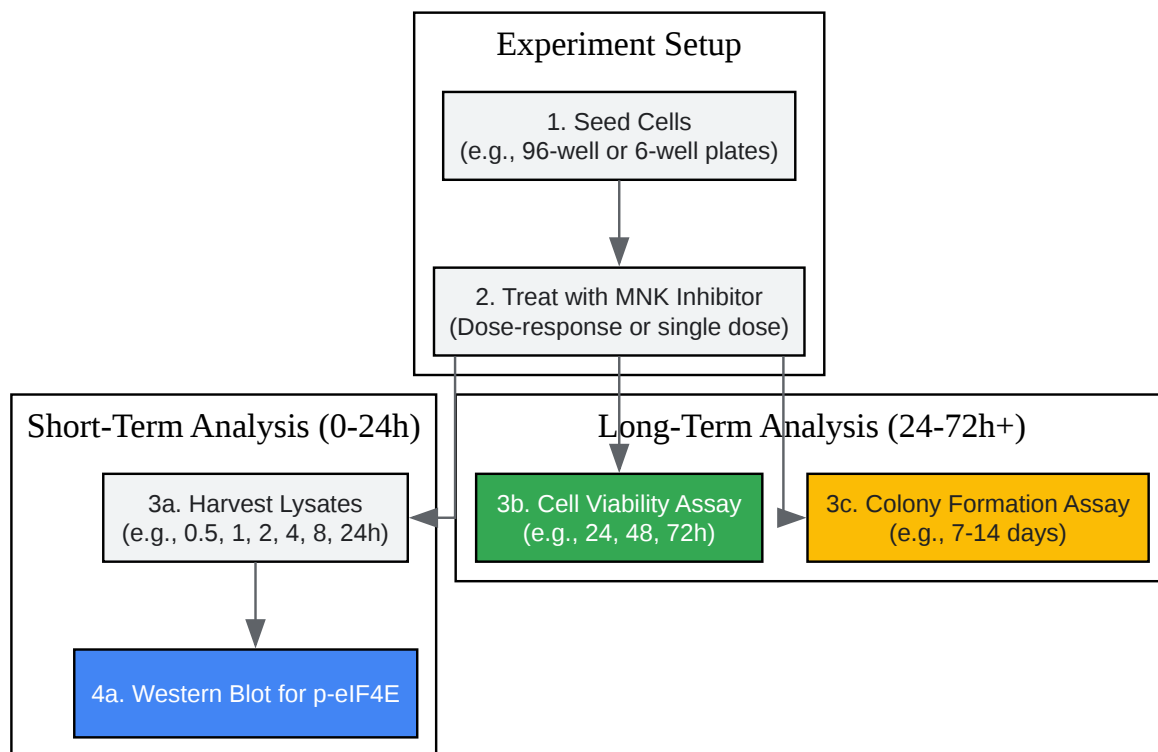 Experiment Setup
1. Seed Cells
(e.g., 96-well or 6-well plates)
2. Treat with MNK Inhibitor
(Dose-response or single dose)
Short-Term Analysis (0-24h)
3a. Harvest Lysates
(e.g., 0.5, 1, 2, 4, 8, 24h)
4a. Western Blot for p-eIF4E
Long-Term Analysis (24-72h+)
3b. Cell Viability Assay
(e.g., 24, 48, 72h)
3c. Colony Formation Assay
(e.g., 7-14 days)